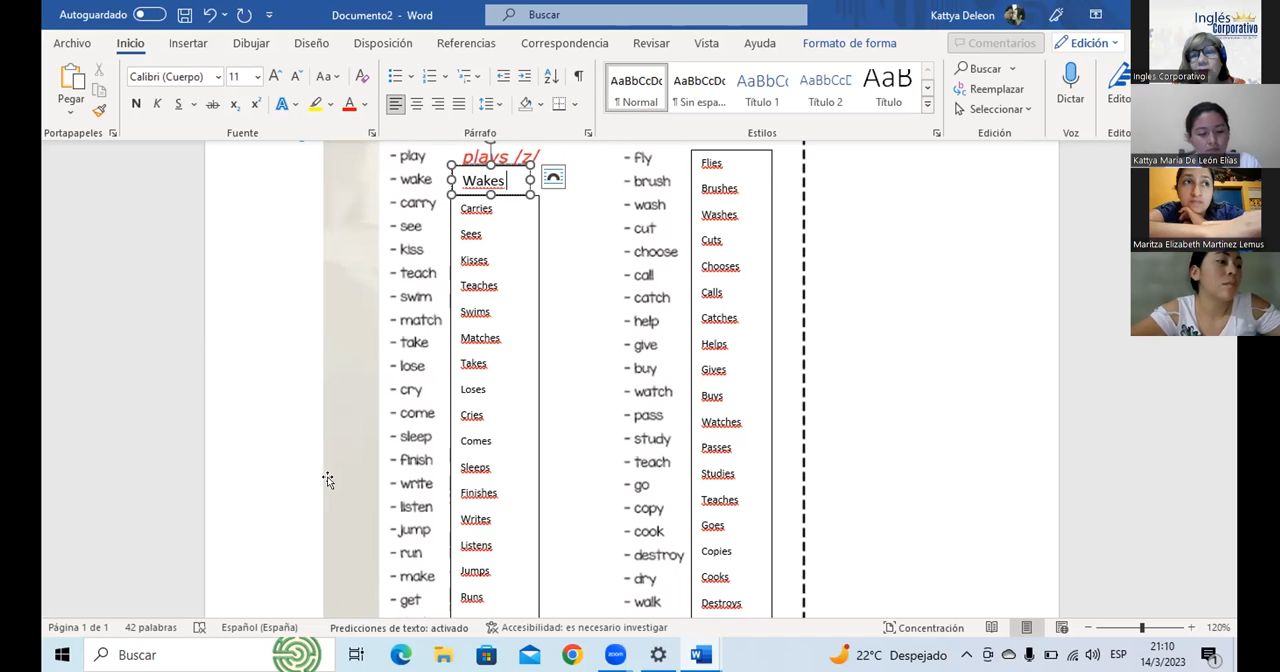 Autoguardado
Documento2 - Word
Buscar
Kattya Deleon
Archivo
Inicio
Insertar
Dibujar
Diseño
Disposición
Referencias
Correspondencia
Revisar
Vista
Ayuda
Formato de forma
Comentarios
Edición
Pegar
Calibri (Cuerpo)
11
AaBbCcDc
¶ Normal
AaBbCcDc
¶ Sin espa...
AaBbCc
Título 1
AaBbCcD
Título 2
AaB
Título
Buscar
Reemplazar
Seleccionar
Dictar
Edito
Portapapeles
Fuente
Párrafo
Estilos
Edición
Voz
Inglés
Corporativo
Ingles Corporativo
Kattya María De León Elías
Maritza Elizabeth Martinez Lemus
- play plays /z/
- wake Wakes
- carry Carries
- see Sees
- kiss Kisses
- teach Teaches
- swim Swims
- match Matches
- take Takes
- lose Loses
- cry Cries
- come Comes
- sleep Sleeps
- finish Finishes
- write Writes
- listen Listens
- jump Jumps
- run Runs
- make
- get
- fly Flies
- brush Brushes
- wash Washes
- cut Cuts
- choose Chooses
- call Calls
- catch Catches
- help Helps
- give Gives
- buy Buys
- watch Watches
- pass Passes
- study Studies
- teach Teaches
- go Goes
- copy Copies
- cook Cooks
- destroy Destroys
- dry
- walk
Página 1 de 1
42 palabras
Español (España)
Predicciones de texto: activado
Accesibilidad: es necesario investigar
Concentración
120%
Buscar
22°C Despejado
ESP
21:10
14/3/2023